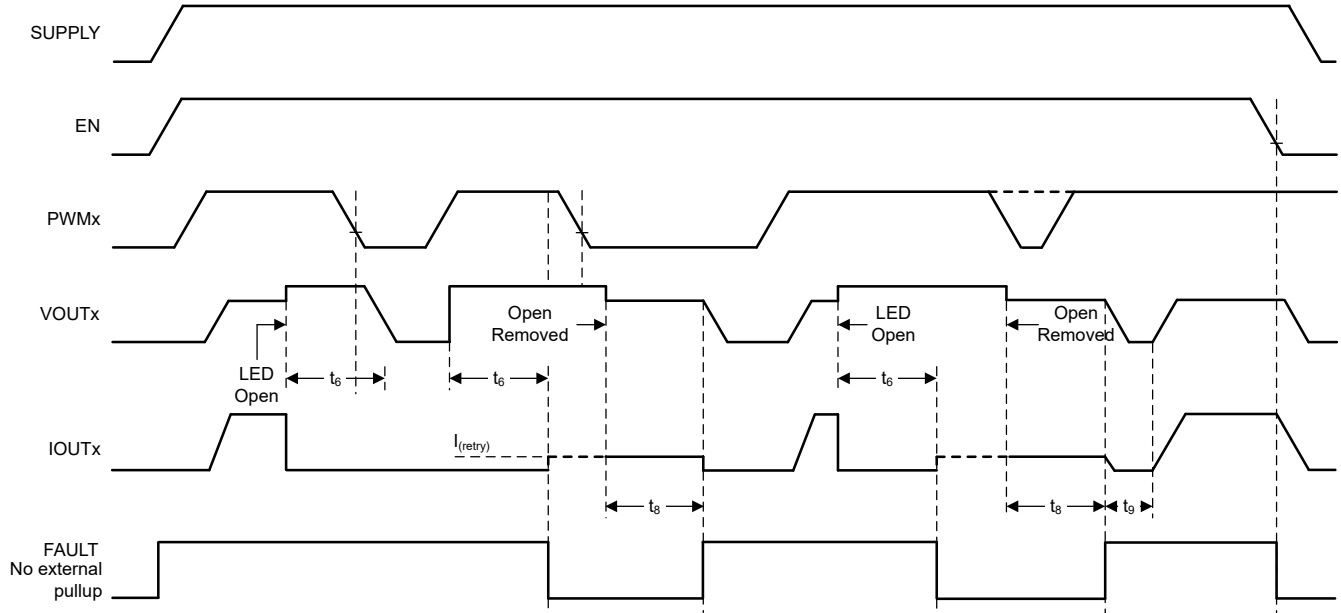 SUPPLY
EN
PWMx
VOUTx
LED
Open
t6
t6
Open
Removed
LED
Open
t6
Open
Removed
IOUTx
I(retry)
t8
t8
t9
FAULT
No external
pullup